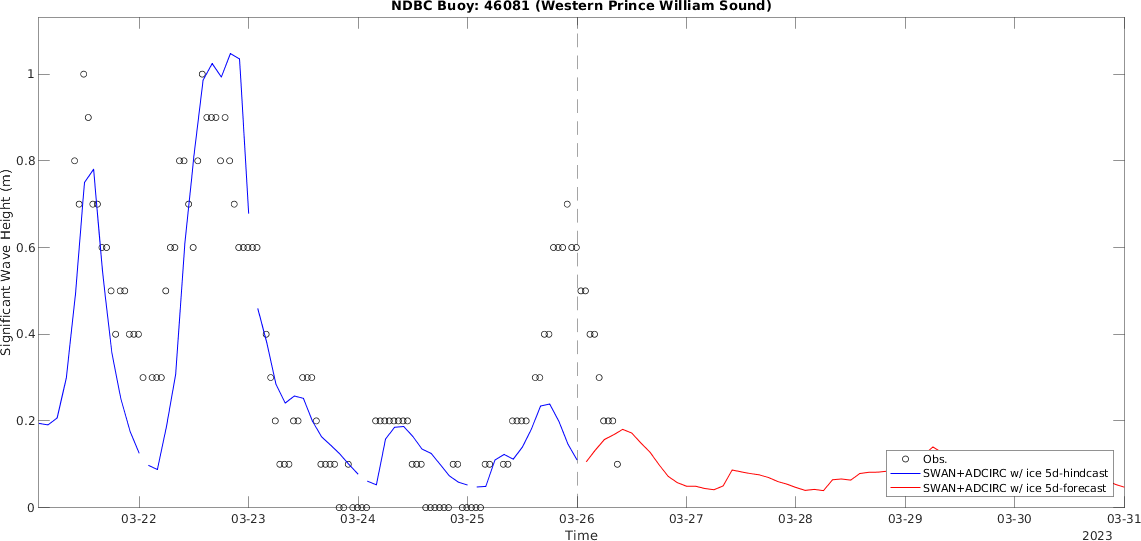 NDBC Buoy: 46081 (Western Prince William Sound)
Significant Wave Height (m)
1
0.8
0.6
0.4
0.2
0
Obs.
SWAN+ADCIRC w/ ice 5d-hindcast
SWAN+ADCIRC w/ ice 5d-forecast
03-22 03-23 03-24 03-25 03-26 03-27 03-28 03-29 03-30 03-31
Time
2023